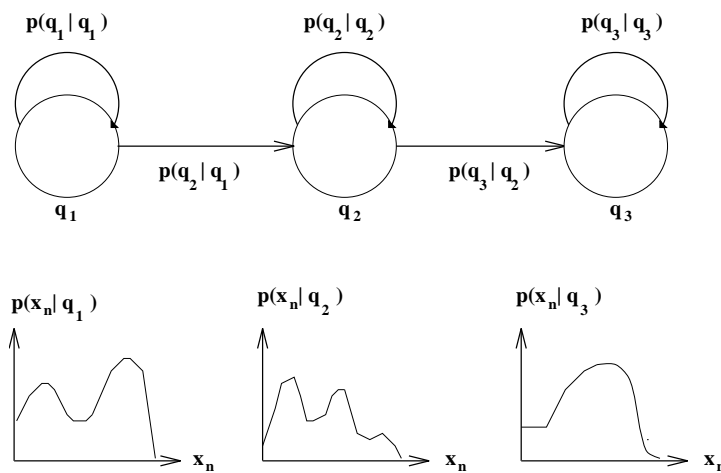 p(q1 | q1) p(q2 | q2) p(q3 | q3)
p(q2 | q1) p(q3 | q2)
q1 q2 q3
p(xn | q1) p(xn | q2) p(xn | q3)
xn xn xn